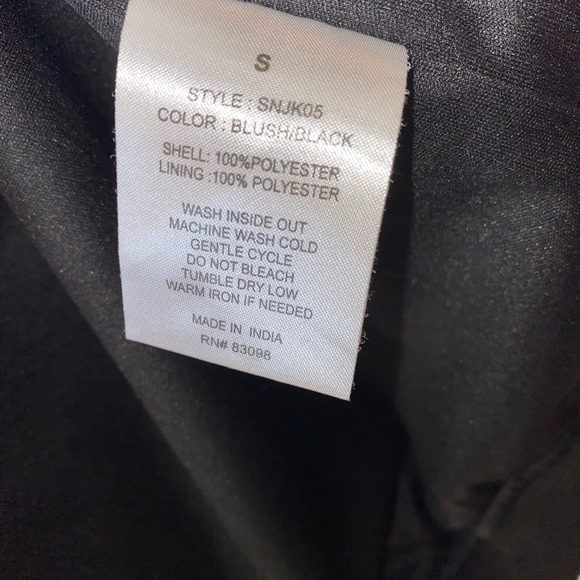 S
STYLE : SNJK05
COLOR : BLUSH/BLACK
SHELL: 100%POLYESTER
LINING :100% POLYESTER
WASH INSIDE OUT
MACHINE WASH COLD
GENTLE CYCLE
DO NOT BLEACH
TUMBLE DRY LOW
WARM IRON IF NEEDED
MADE IN INDIA
RN# 83098